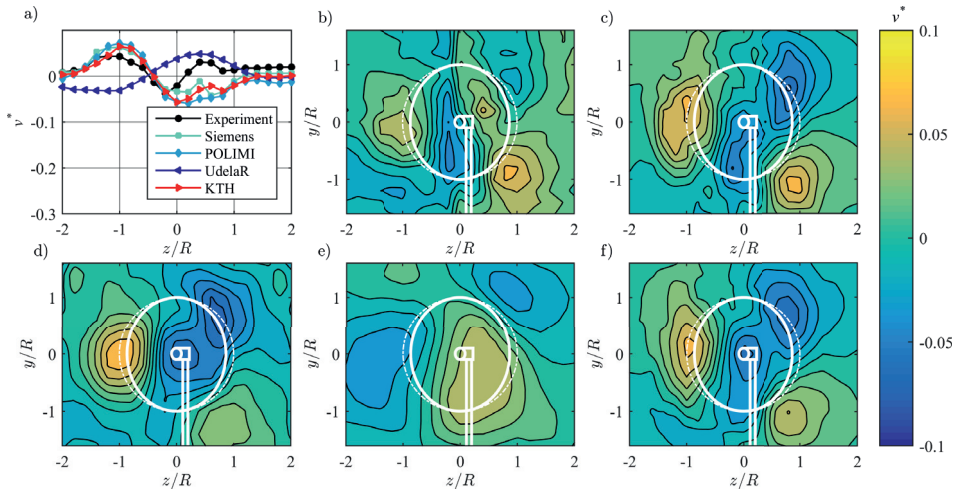 a)
0
-0.1
-0.2
-0.3
v*
-2
-1
0
1
2
z/R
Experiment
Siemens
POLIMI
UdelaR
KTH
b)
1
0
-1
y/R
-2
-1
0
1
2
z/R
c)
1
0
-1
y/R
-2
-1
0
1
2
z/R
d)
1
0
-1
y/R
-2
-1
0
1
2
z/R
e)
1
0
-1
y/R
-2
-1
0
1
2
z/R
f)
1
0
-1
y/R
-2
-1
0
1
2
z/R
v*
0.1
0.05
0
-0.05
-0.1